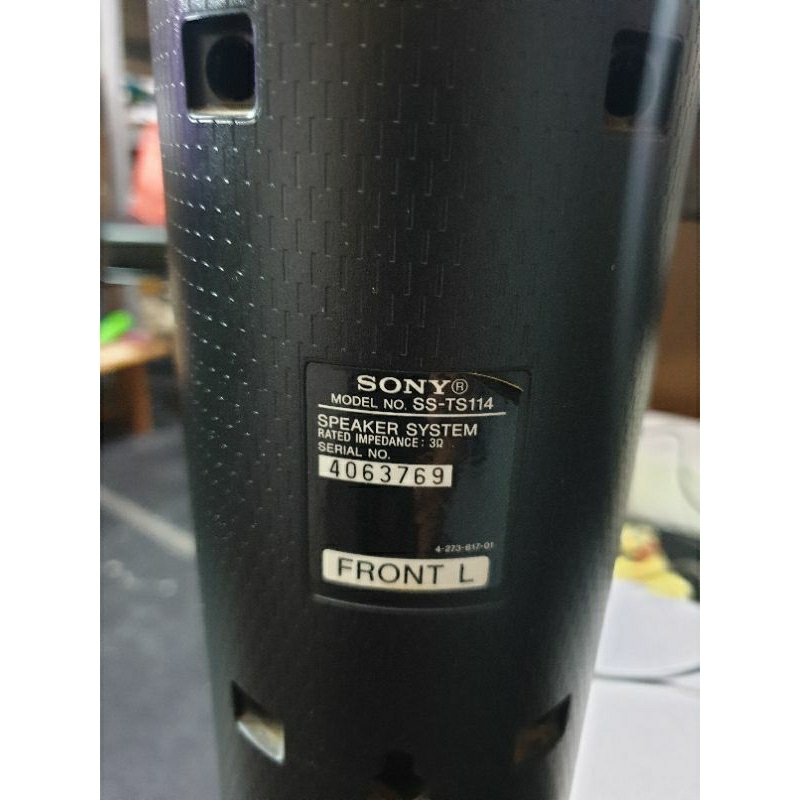 SONY®
MODEL NO. SS-TS114
SPEAKER SYSTEM
RATED IMPEDANCE: 3Ω
SERIAL NO.
4063769
4-273-617-01
FRONT L